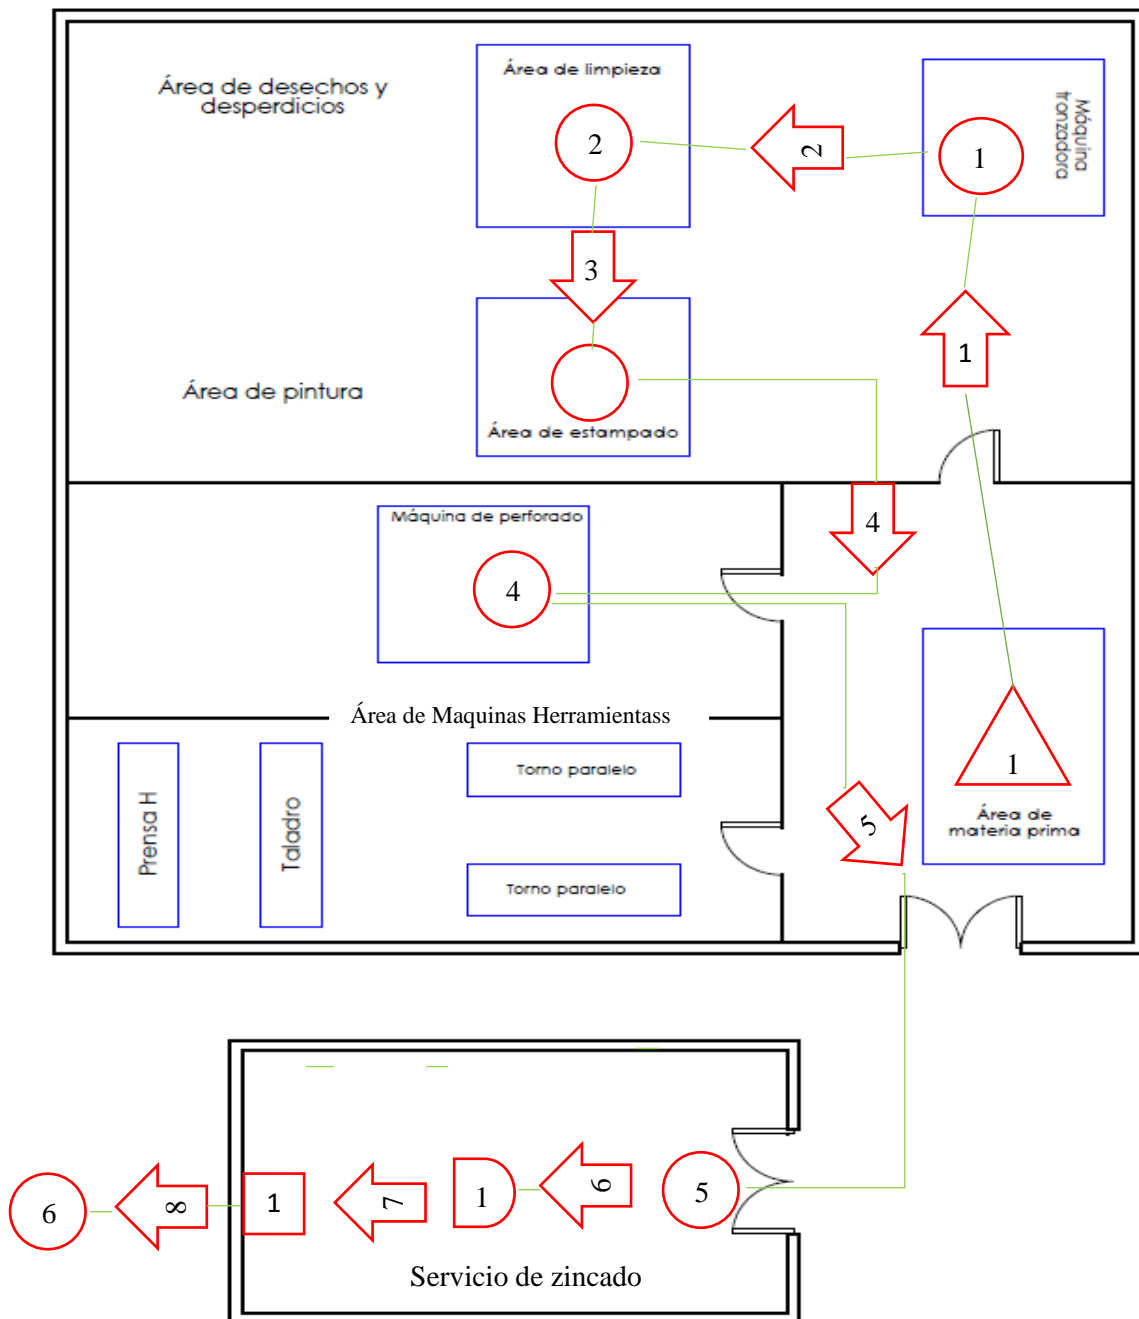 Área de desechos y
desperdicios
Área de limpieza
2
2
1
Máquina
tronzadora
3
1
Área de pintura
Área de estampado
4
Máquina de perforado
4
Área de Maquinas Herramientass
Prensa H
Taladro
Torno paralelo
Torno paralelo
5
1
Área de
materia prima
6
8
1
7
1
6
5
Servicio de zincado